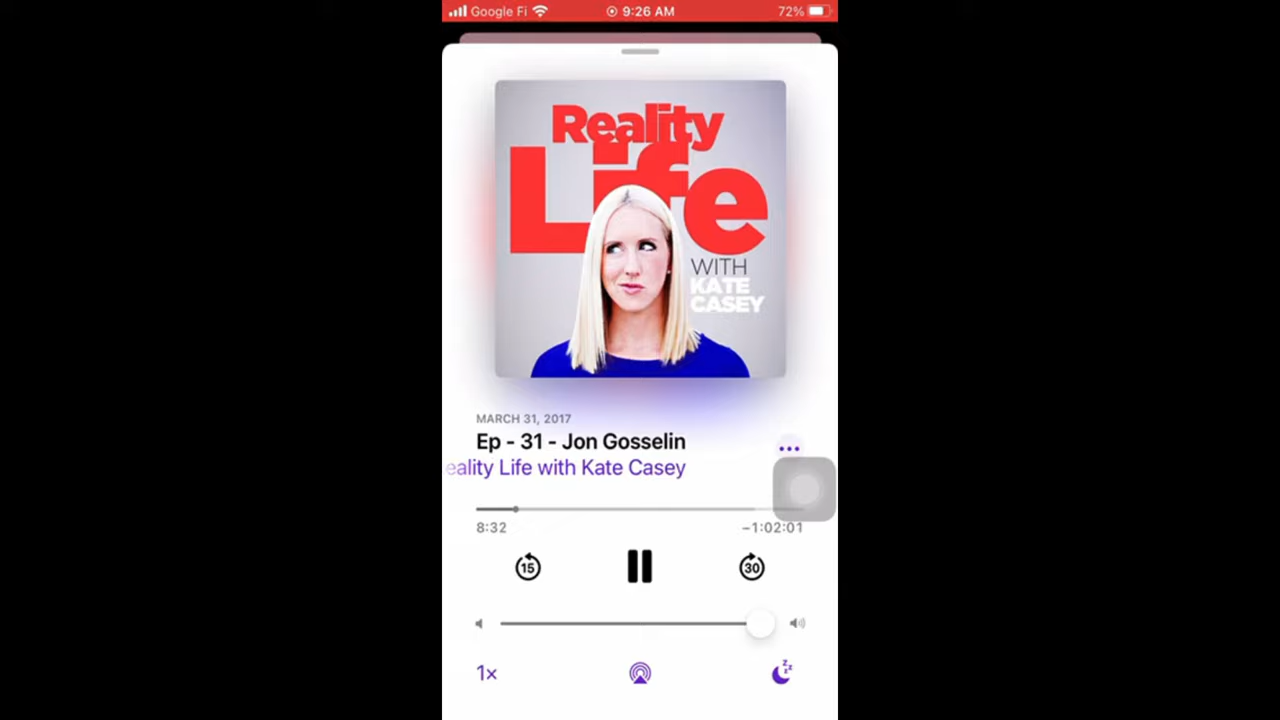 Google Fi 9:26 AM 72%
Reality
Life
WITH
KATE
CASEY
MARCH 31, 2017
Ep - 31 - Jon Gosselin
eality Life with Kate Casey
8:32 −1:02:01
15 30
1×